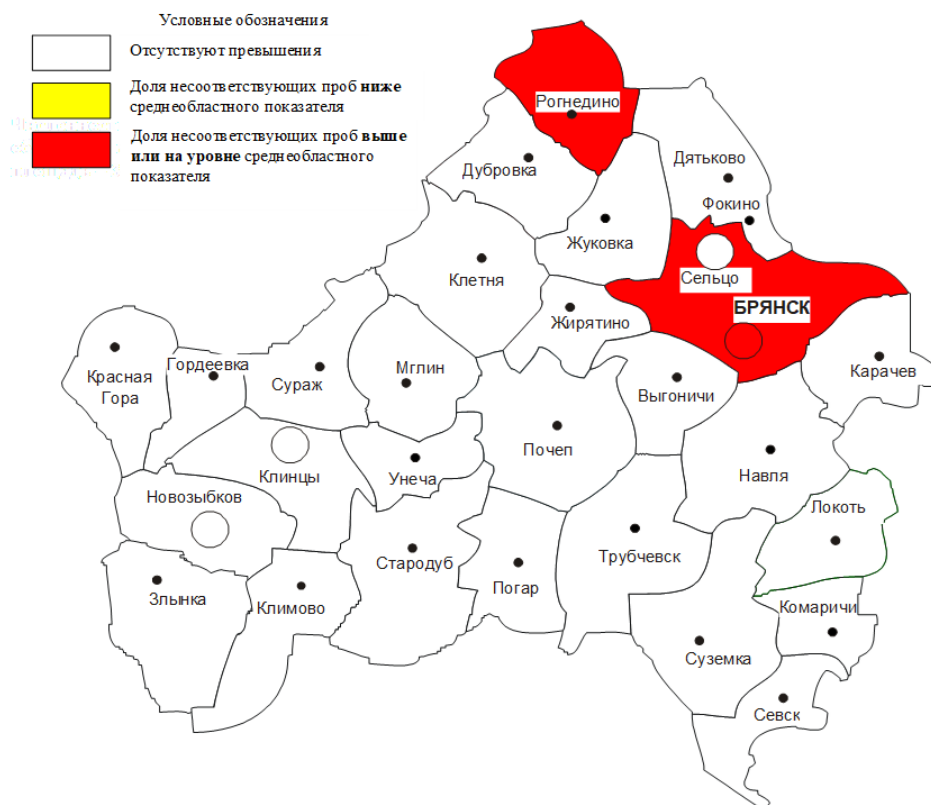 Условные обозначения
Отсутствуют превышения
Доля несоответствующих проб ниже
среднеобластного показателя
Доля несоответствующих проб выше
или на уровне среднеобластного
показателя
Рогнедино
Дубровка
Дятьково
Фокино
Жуковка
Клетня
Сельцо
БРЯНСК
Жирятино
Гордеевка
Красная
Гора
Сураж
Мглин
Выгоничи
Карачев
Почеп
Клинцы
Унеча
Навля
Новозыбков
Локоть
Стародуб
Трубчевск
Погар
Злынка
Климово
Комаричи
Суземка
Севск